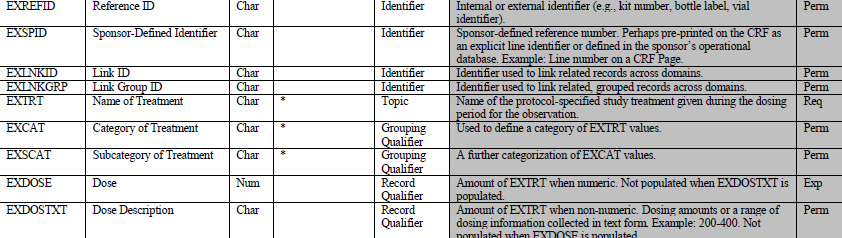 EXREFID Reference ID Char Identifier Internal or external identifier (e.g., kit number, bottle label, vial identifier). Perm
EXSPID Sponsor-Defined Identifier Char Identifier Sponsor-defined reference number. Perhaps pre-printed on the CRF as an explicit line identifier or defined in the sponsor's operational database. Example: Line number on a CRF Page. Perm
EXLNKID Link ID Char Identifier Identifier used to link related records across domains. Perm
EXLNKGRP Link Group ID Char Identifier Identifier used to link related, grouped records across domains. Perm
EXTRT Name of Treatment Char * Topic Name of the protocol-specified study treatment given during the dosing period for the observation. Req
EXCAT Category of Treatment Char * Grouping Qualifier Used to define a category of EXTRT values. Perm
EXSCAT Subcategory of Treatment Char * Grouping Qualifier A further categorization of EXCAT values. Perm
EXDOSE Dose Num Record Qualifier Amount of EXTRT when numeric. Not populated when EXDOSTXT is populated. Exp
EXDOSTXT Dose Description Char Record Qualifier Amount of EXTRT when non-numeric. Dosing amounts or a range of dosing information collected in text form. Example: 200-400. Not populated when EXDOSE is populated. Perm